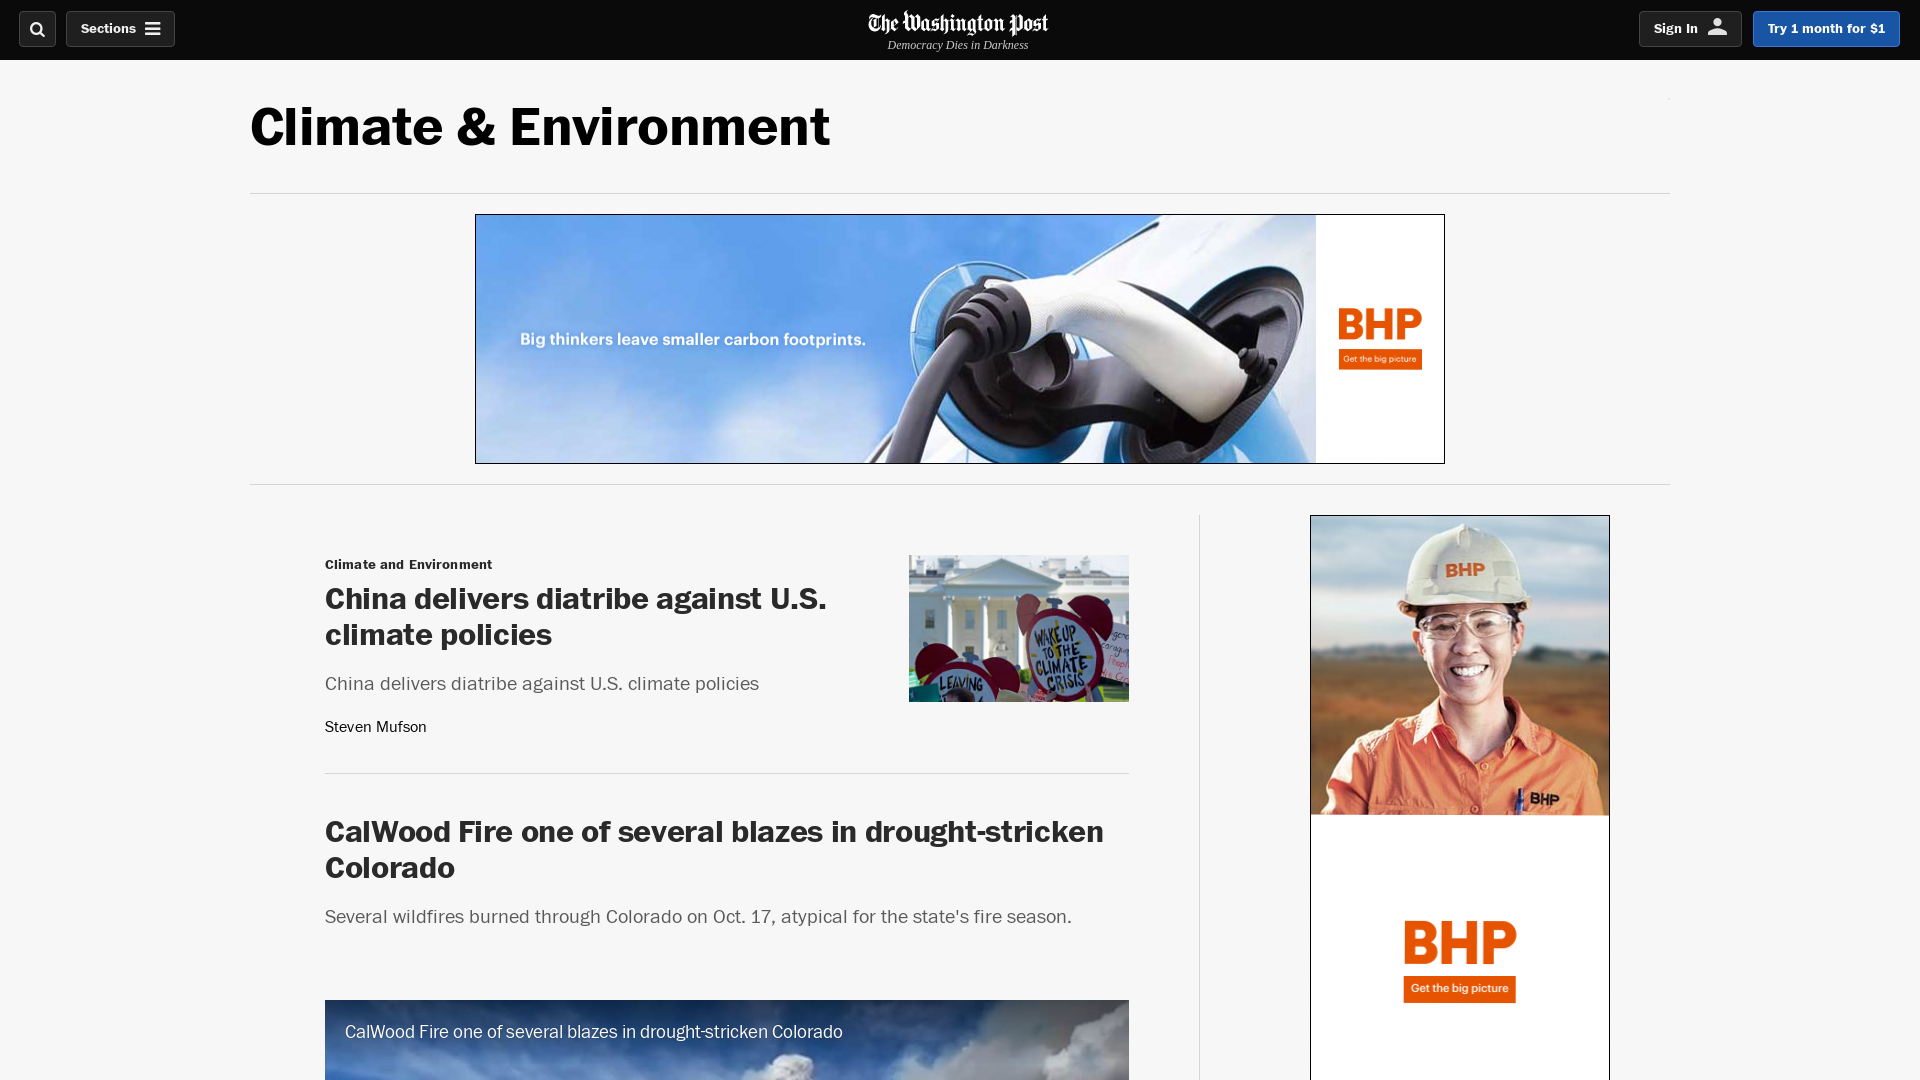 Sections
The Washington Post
Democracy Dies in Darkness
Sign In
Try 1 month for $1
Climate & Environment
Big thinkers leave smaller carbon footprints.
BHP
Get the big picture
Climate and Environment
China delivers diatribe against U.S.
climate policies
China delivers diatribe against U.S. climate policies
Steven Mufson
WAKE UP
TO THE
CLIMATE
CRISIS
LEAVING
BHP
BHP
BHP
Get the big picture
CalWood Fire one of several blazes in drought-stricken
Colorado
Several wildfires burned through Colorado on Oct. 17, atypical for the state's fire season.
CalWood Fire one of several blazes in drought-stricken Colorado